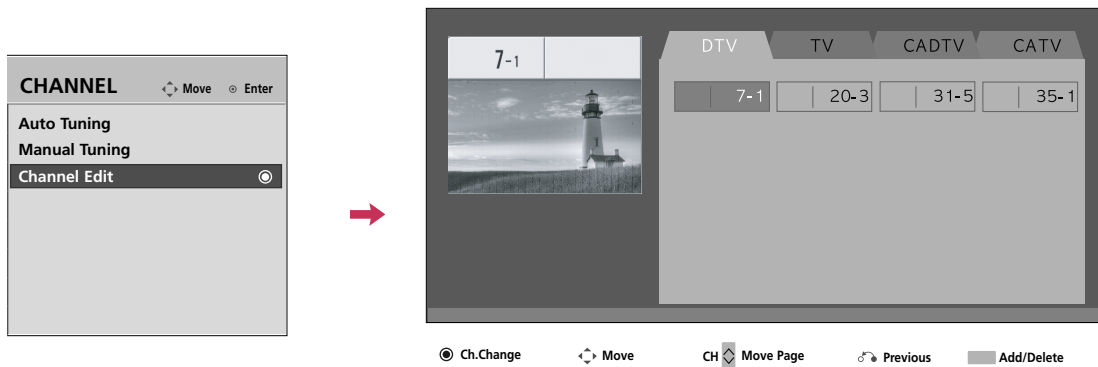 CHANNEL Move Enter
Auto Tuning
Manual Tuning
Channel Edit
7-1
DTV TV CADTV CATV
7-1 20-3 31-5 35-1
Ch.Change Move CH Move Page Previous Add/Delete